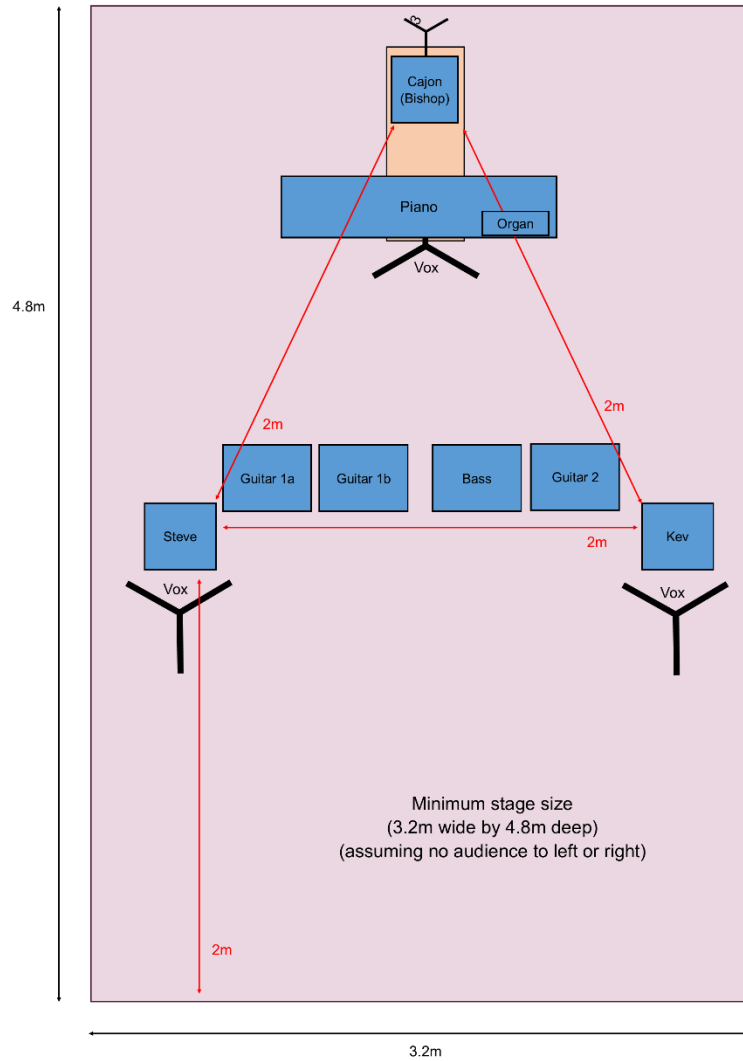 3
Cajon
(Bishop)
Piano
Organ
Vox
4.8m
2m
2m
Guitar 1a
Guitar 1b
Bass
Guitar 2
Steve
2m
Kev
Vox
Vox
Minimum stage size
(3.2m wide by 4.8m deep)
(assuming no audience to left or right)
2m
3.2m